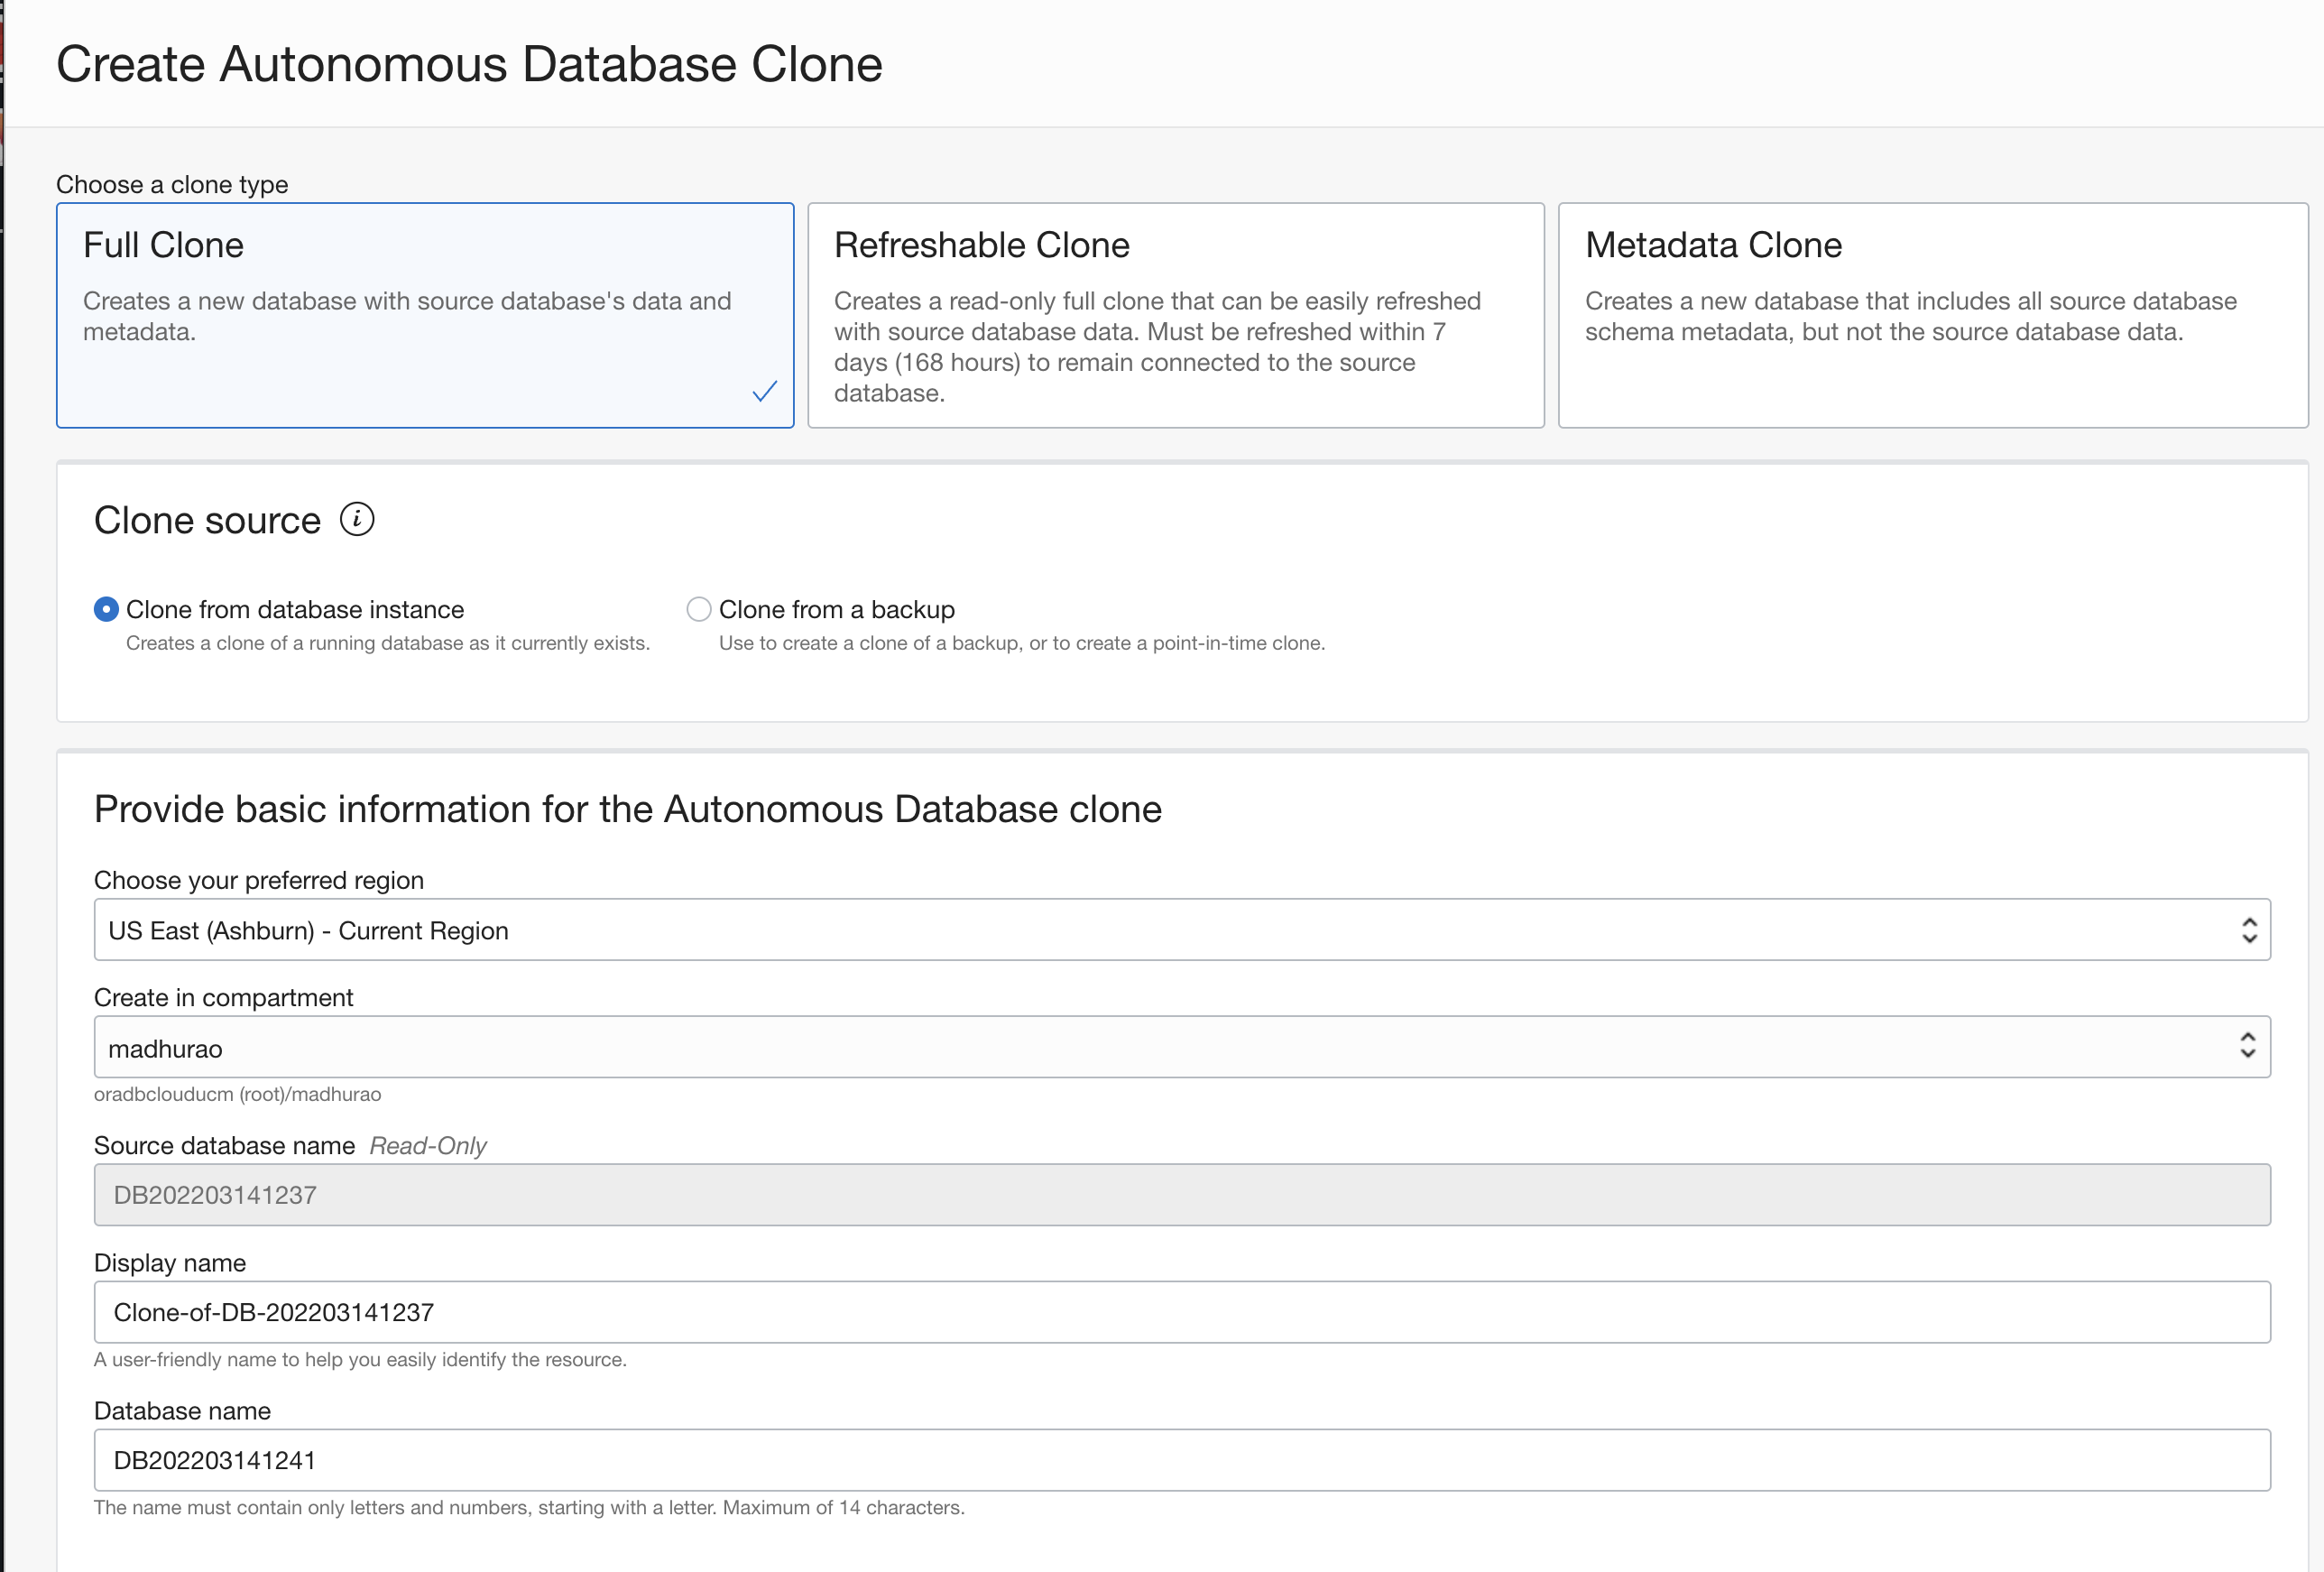 Create Autonomous Database Clone
Choose a clone type
Full Clone
Creates a new database with source database's data and
metadata.
Refreshable Clone
Creates a read-only full clone that can be easily refreshed
with source database data. Must be refreshed within 7
days (168 hours) to remain connected to the source
database.
Metadata Clone
Creates a new database that includes all source database
schema metadata, but not the source database data.
Clone source i
Clone from database instance
Creates a clone of a running database as it currently exists.
Clone from a backup
Use to create a clone of a backup, or to create a point-in-time clone.
Provide basic information for the Autonomous Database clone
Choose your preferred region
US East (Ashburn) - Current Region
Create in compartment
madhurao
oradbclouducm (root)/madhurao
Source database name Read-Only
DB202203141237
Display name
Clone-of-DB-202203141237
A user-friendly name to help you easily identify the resource.
Database name
DB202203141241
The name must contain only letters and numbers, starting with a letter. Maximum of 14 characters.